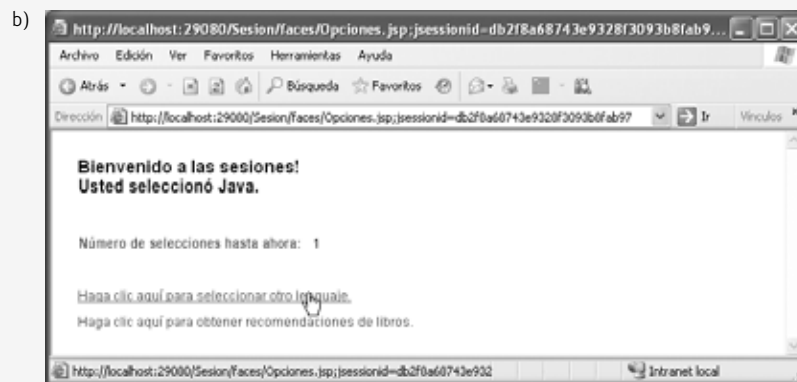 b)
http://localhost:29080/Sesion/faces/Opciones.jsp;jsessionid=db2f8a68743e9328f3093b8fab9...
Archivo Edición Ver Favoritos Herramientas Ayuda
Atrás Búsqueda Favoritos
Dirección http://localhost:29080/Sesion/faces/Opciones.jsp;jsessionid=db2f8a68743e9328f3093b8fab97 Ir Vínculos
Bienvenido a las sesiones!
Usted seleccionó Java.
Número de selecciones hasta ahora: 1
Haga clic aquí para seleccionar otro lenguaje.
Haga clic aquí para obtener recomendaciones de libros.
http://localhost:29080/Sesion/faces/Opciones.jsp;jsessionid=db2f8a68743e932 Intranet local